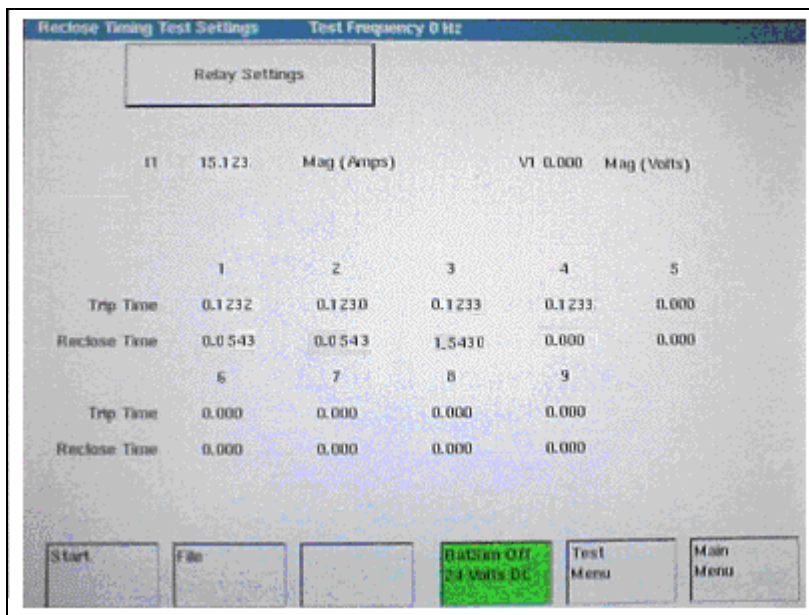 Reclose Timing Test Settings Test Frequency 0 Hz
Relay Settings
I1 15.123 Mag (Amps) V1 0.000 Mag (Volts)
1 2 3 4 5
Trip Time 0.1232 0.1230 0.1233 0.1233 0.000
Reclose Time 0.0543 0.0543 1.5430 0.000 0.000
6 7 8 9
Trip Time 0.000 0.000 0.000 0.000
Reclose Time 0.000 0.000 0.000 0.000
Start File BatSim Off Test Main
24 Volts DC Menu Menu